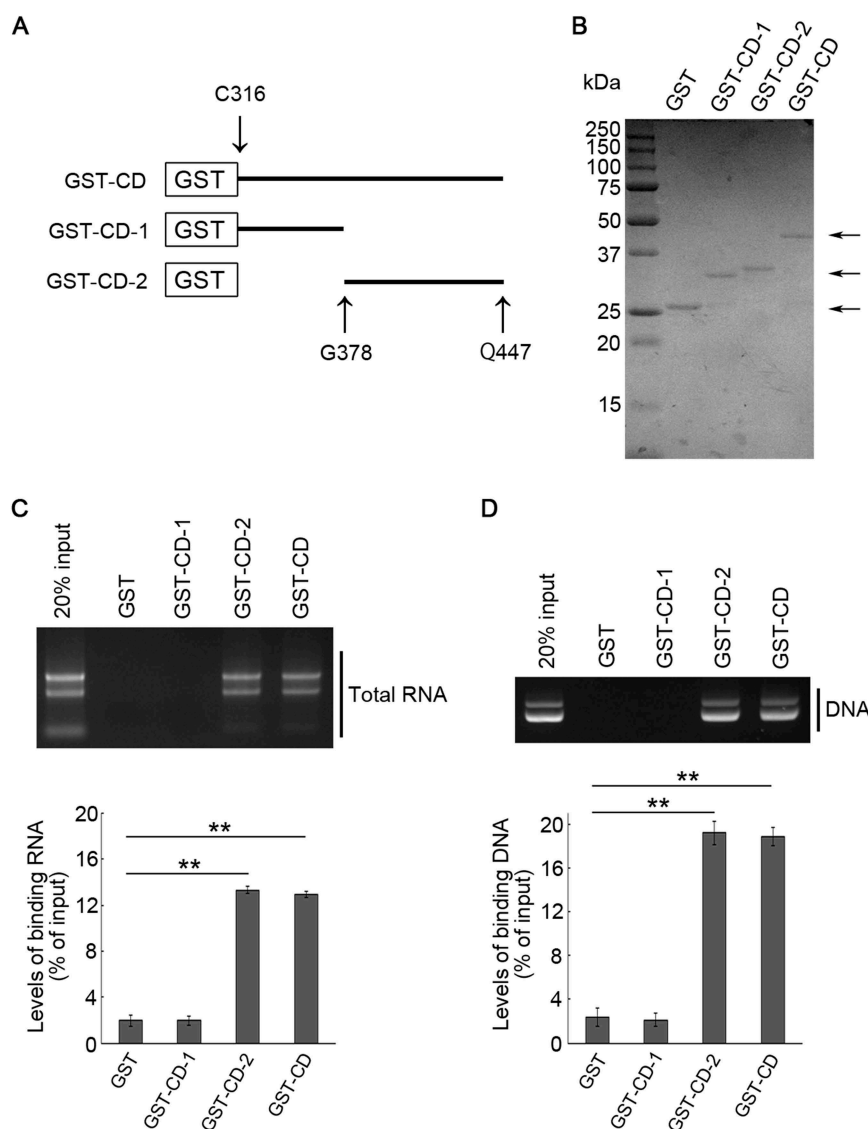 A
C316
GST-CD
GST
GST-CD-1
GST
GST-CD-2
GST
G378
Q447
B
kDa
GST
GST-CD-1
GST-CD-2
GST-CD
250
150
100
75
50
37
25
20
15
C
20% input
GST
GST-CD-1
GST-CD-2
GST-CD
Total RNA
Levels of binding RNA
(% of input)
20
16
12
8
4
0
**
**
GST
GST-CD-1
GST-CD-2
GST-CD
D
20% input
GST
GST-CD-1
GST-CD-2
GST-CD
DNA
Levels of binding DNA
(% of input)
20
16
12
8
4
0
**
**
GST
GST-CD-1
GST-CD-2
GST-CD